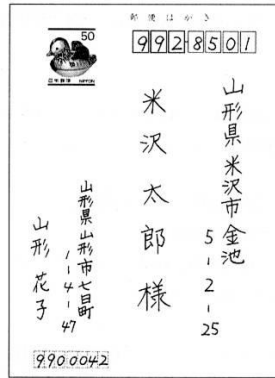 郵便はがき
50
日本郵便 NIPPON
992-8501
山形県米沢市金池
5-2-25
米沢太郎様
山形県山形市七日町
1-4-47
山形花子
9900042